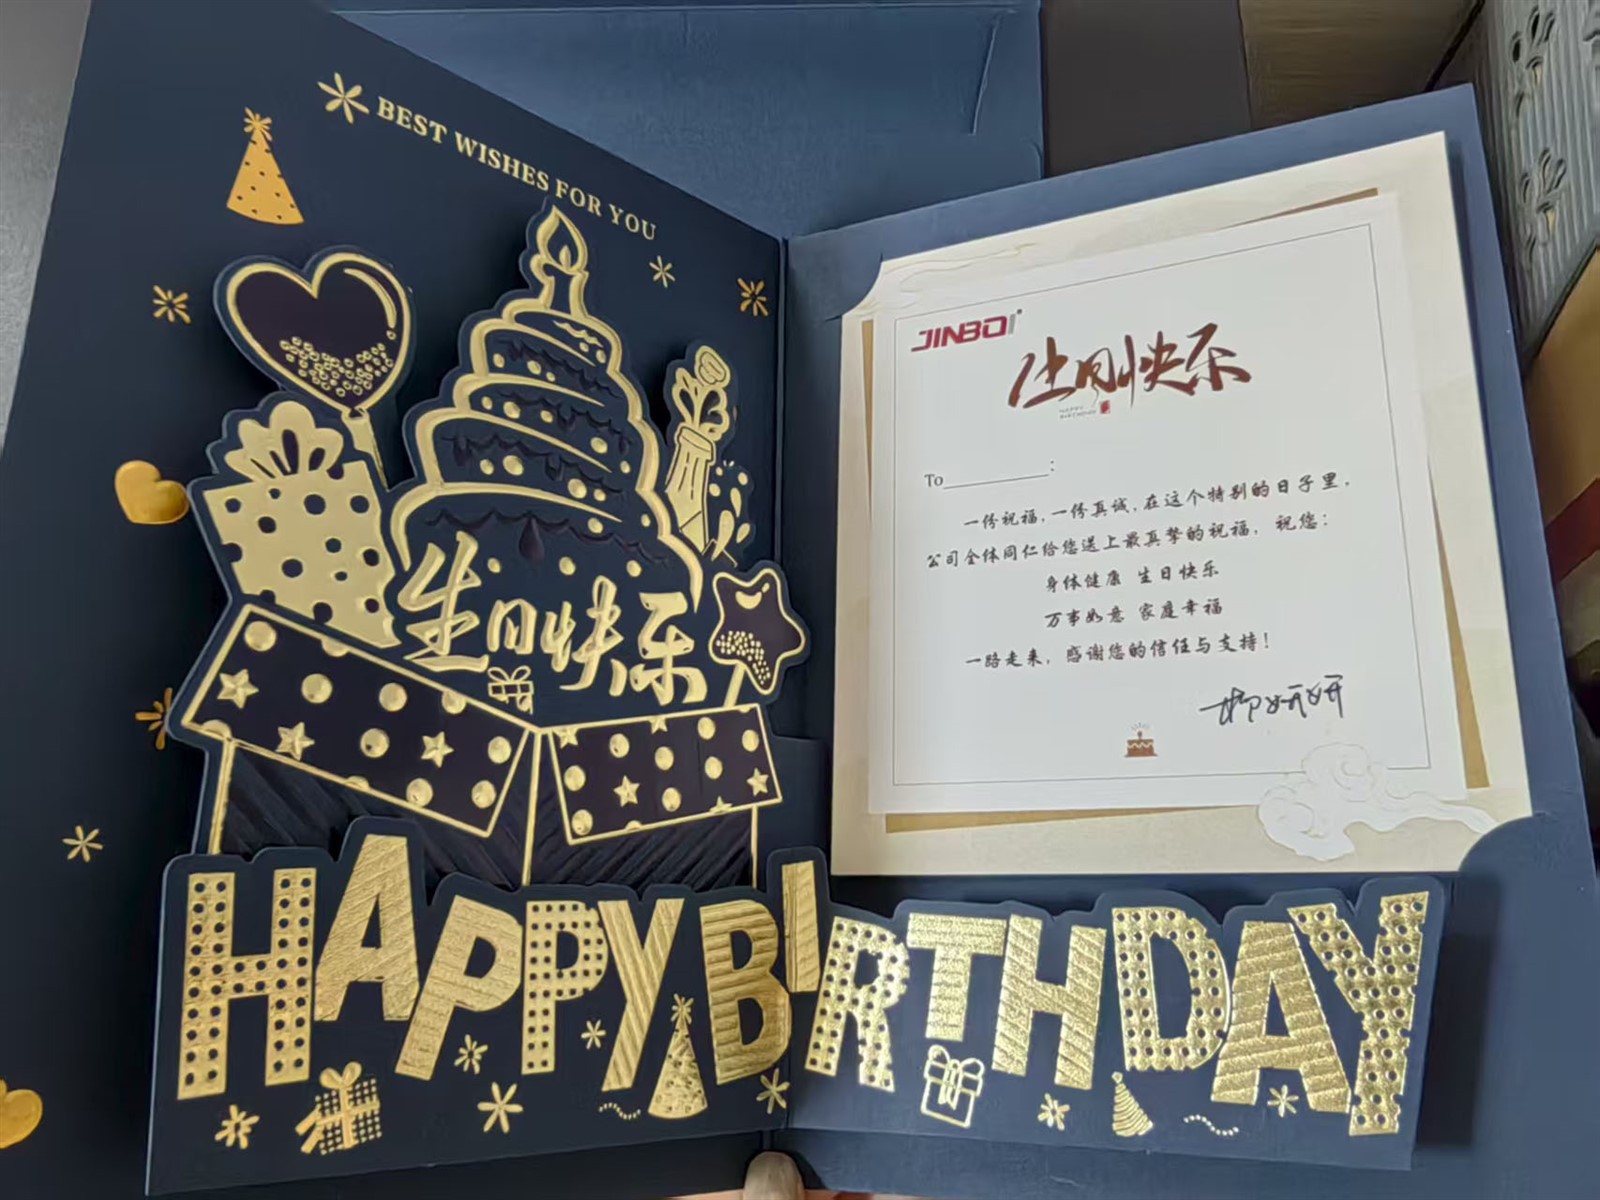 BEST WISHES FOR YOU
生日快乐
HAPPY BIRTHDAY
JINBOI
生日快乐
HAPPY
BIRTHDAY
To__________:
一份祝福,一份真诚,在这个特别的日子里,
公司全体同仁给您送上最真挚的祝福,祝您:
身体健康 生日快乐
万事如意 家庭幸福
一路走来,感谢您的信任与支持!